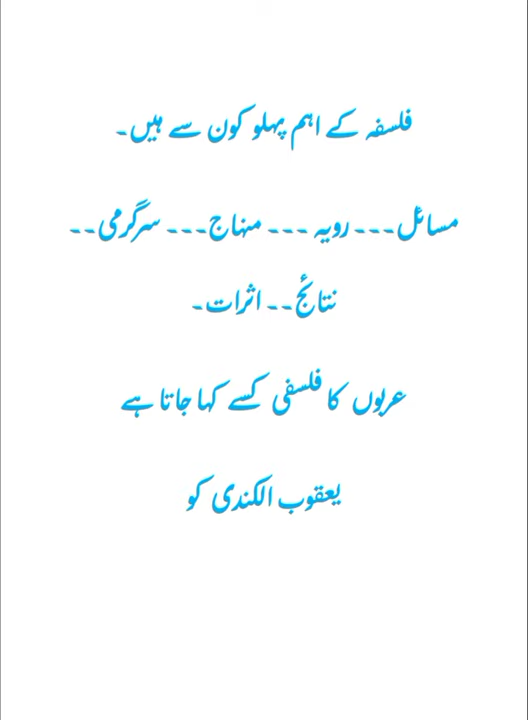 فلسفہ کے اہم پہلو کون سے ہیں۔
مسائل۔۔۔رویہ ۔۔۔ منہاج۔۔۔ سرگرمی۔۔
نتائج۔۔ اثرات۔
عربوں کا فلسفی کسے کہا جاتا ہے
یعقوب الکندی کو